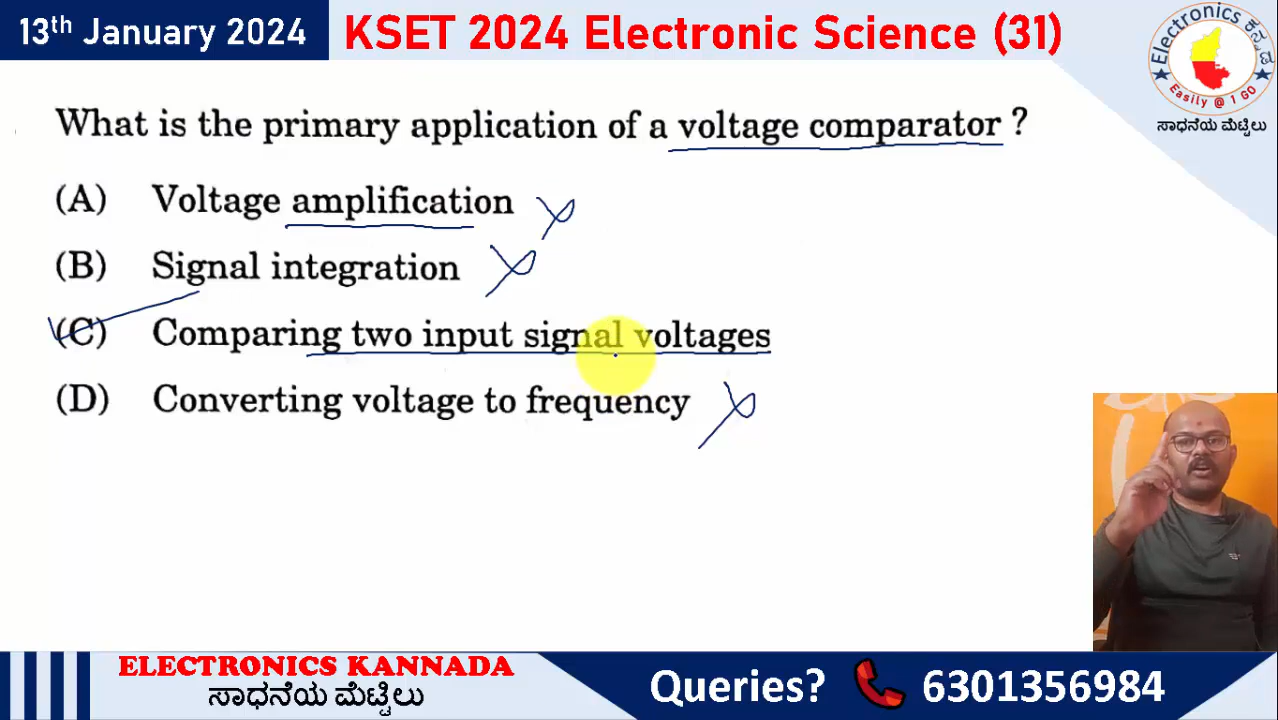 13th January 2024
KSET 2024 Electronic Science (31)
Electronics ಕನ್ನಡ
Easily @ 1 GO
ಸಾಧನೆಯ ಮೆಟ್ಟಿಲು
What is the primary application of a voltage comparator ?
(A) Voltage amplification
(B) Signal integration
(C) Comparing two input signal voltages
(D) Converting voltage to frequency
ELECTRONICS KANNADA
ಸಾಧನೆಯ ಮೆಟ್ಟಿಲು
Queries? 6301356984